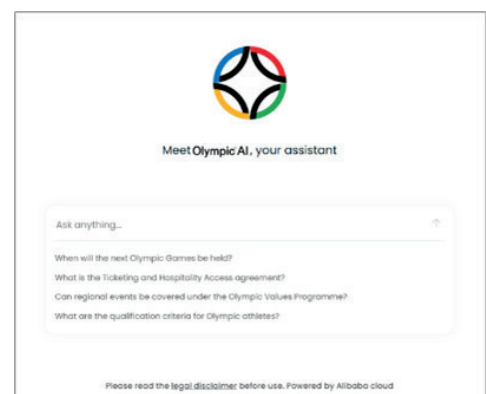 Meet Olympic AI, your assistant
Ask anything...
When will the next Olympic Games be held?
What is the Ticketing and Hospitality Access agreement?
Can regional events be covered under the Olympic Values Programme?
What are the qualification criteria for Olympic athletes?
Please read the legal disclaimer before use. Powered by Alibaba cloud